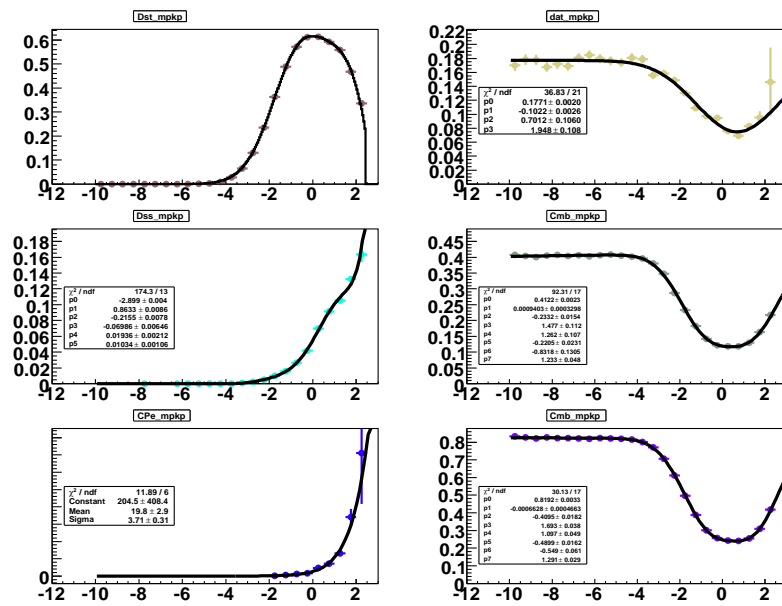 Dst_mpkp
0.6
0.5
0.4
0.3
0.2
0.1
0
-12 -10 -8 -6 -4 -2 0 2
dat_mpkp
0.22
0.2
0.18
0.16
0.14
0.12
0.1
0.08
0.06
0.04
0.02
0
-12 -10 -8 -6 -4 -2 0 2
χ² / ndf 36.83 / 21
p0 0.1771 ± 0.0020
p1 -0.1022 ± 0.0026
p2 0.7012 ± 0.1060
p3 1.948 ± 0.108
Dss_mpkp
0.18
0.16
0.14
0.12
0.1
0.08
0.06
0.04
0.02
0
-12 -10 -8 -6 -4 -2 0 2
χ² / ndf 174.3 / 13
p0 -2.899 ± 0.004
p1 0.8633 ± 0.0086
p2 -0.2155 ± 0.0078
p3 -0.06986 ± 0.00646
p4 0.01936 ± 0.00212
p5 0.01034 ± 0.00106
Cmb_mpkp
0.45
0.4
0.35
0.3
0.25
0.2
0.15
0.1
0.05
0
-12 -10 -8 -6 -4 -2 0 2
χ² / ndf 92.31 / 17
p0 0.4122 ± 0.0023
p1 0.0009403 ± 0.0003298
p2 -0.2332 ± 0.0154
p3 1.477 ± 0.112
p4 1.262 ± 0.107
p5 -0.2205 ± 0.0231
p6 -0.8318 ± 0.1305
p7 1.233 ± 0.048
CPe_mpkp
0
-12 -10 -8 -6 -4 -2 0 2
χ² / ndf 11.89 / 6
Constant 204.5 ± 408.4
Mean 19.8 ± 2.9
Sigma 3.71 ± 0.31
Cmb_mpkp
0.8
0.7
0.6
0.5
0.4
0.3
0.2
0.1
0
-12 -10 -8 -6 -4 -2 0 2
χ² / ndf 30.13 / 17
p0 0.8192 ± 0.0033
p1 -0.0006628 ± 0.0004663
p2 -0.4095 ± 0.0182
p3 1.693 ± 0.038
p4 1.097 ± 0.049
p5 -0.4899 ± 0.0162
p6 -0.549 ± 0.061
p7 1.291 ± 0.029